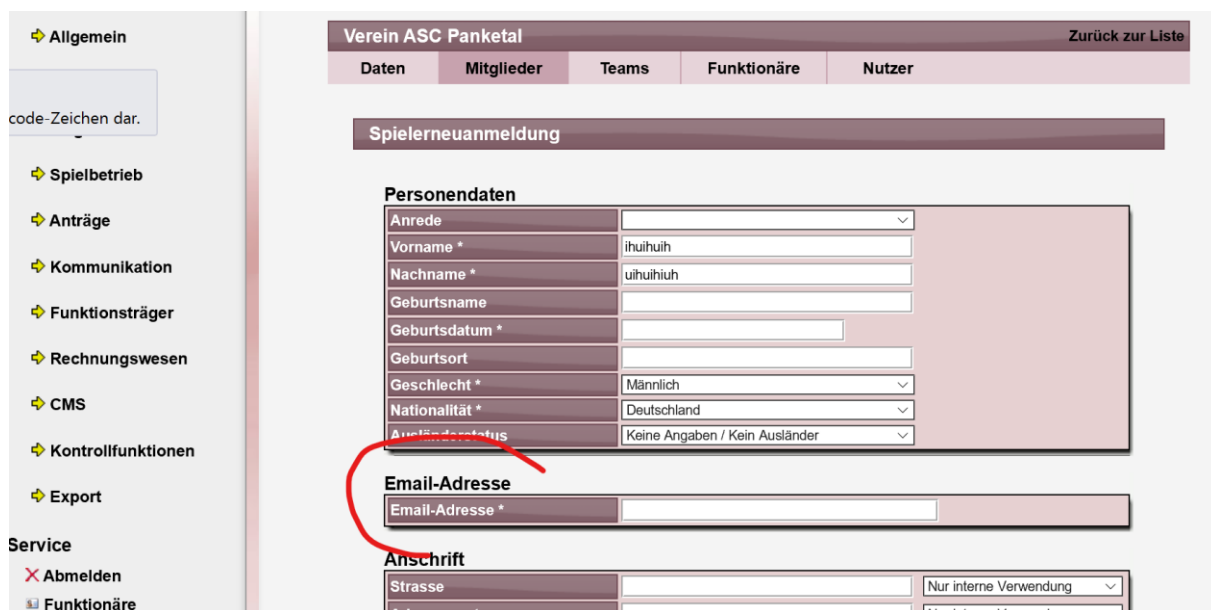 Allgemein
code-Zeichen dar.
Spielbetrieb
Anträge
Kommunikation
Funktionsträger
Rechnungswesen
CMS
Kontrollfunktionen
Export
Service
Abmelden
Funktionäre
Verein ASC Panketal Zurück zur Liste
Daten Mitglieder Teams Funktionäre Nutzer
Spielerneuanmeldung
Personendaten
Anrede
Vorname * ihuihuih
Nachname * uihuihiuh
Geburtsname
Geburtsdatum *
Geburtsort
Geschlecht * Männlich
Nationalität * Deutschland
Ausländerstatus Keine Angaben / Kein Ausländer
Email-Adresse
Email-Adresse *
Anschrift
Strasse Nur interne Verwendung